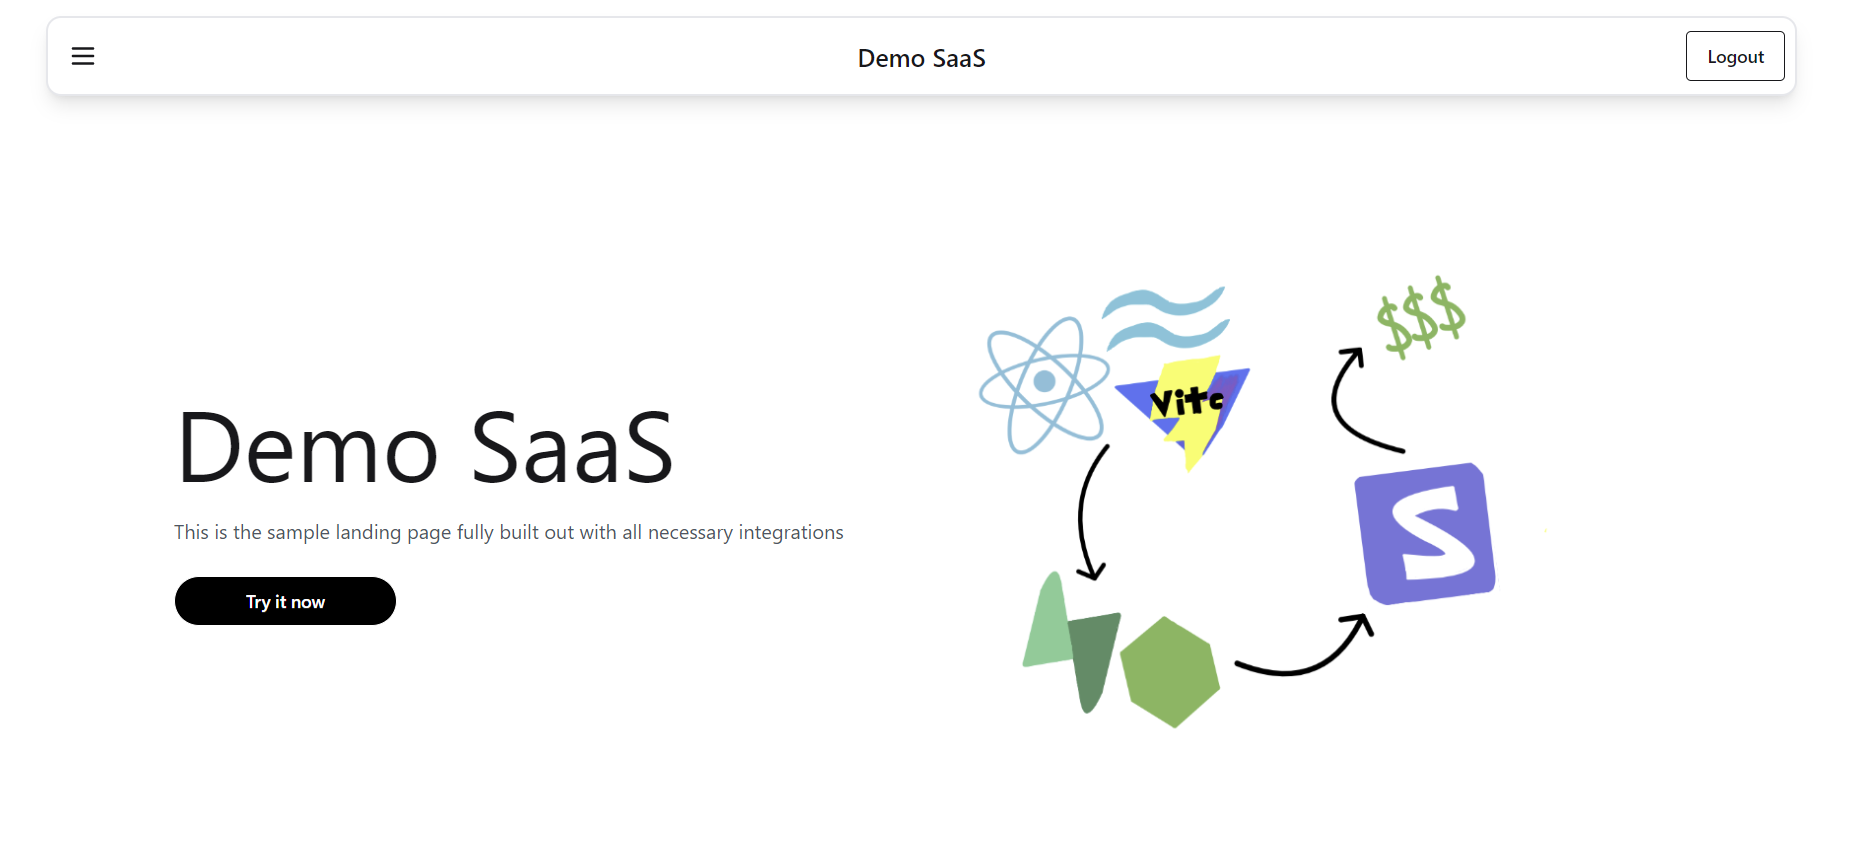 Demo SaaS
Logout
Demo SaaS
This is the sample landing page fully built out with all necessary integrations
Try it now
Vite
$$$
S